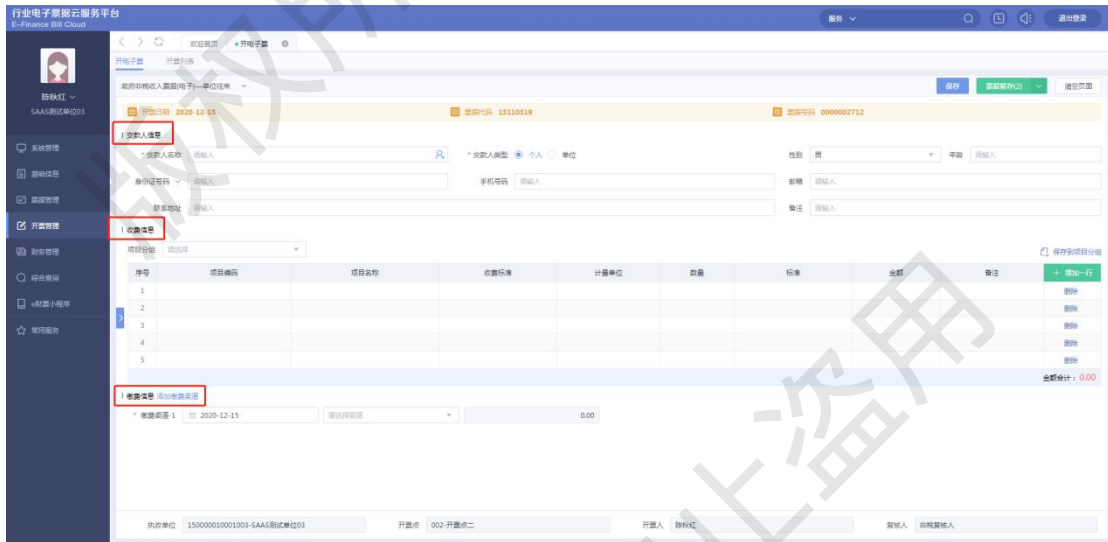 行业电子票据云服务平台
E-Finance Bill Cloud
服务
退出登录
陈秋红
SAAS测试单位03
系统管理
基础信息
票据管理
开票管理
财务管理
综合查询
e财票小程序
常用服务
欢迎首页 开电子票
开电子票 开票列表
政府非税收入票据(电子)—单位往来
保存 票据暂存(2) 清空页面
开票日期 2020-12-15 票据代码 15110519 票据号码 0000002712
交款人信息
* 交款人名称 请输入 * 交款人类型 个人 单位 性别 男 年龄 请输入
身份证号码 请输入 手机号码 请输入 邮箱 请输入
联系地址 请输入 备注 请输入
收费信息
项目分组 请选择 保存到项目分组
序号 项目编码 项目名称 收费标准 计量单位 数量 标准 金额 备注 + 增加一行
1 删除
2 删除
3 删除
4 删除
5 删除
金额合计：0.00
缴费信息 添加缴费渠道
* 缴费渠道-1 2020-12-15 请选择渠道 0.00
执收单位 150000010001003-SAAS测试单位03 开票点 002-开票点二 开票人 陈秋红 复核人 非税复核人
版权所有
禁止盗用